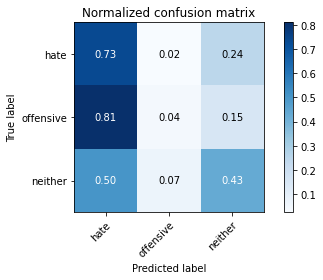 Normalized confusion matrix
True label
hate 0.73 0.02 0.24
offensive 0.81 0.04 0.15
neither 0.50 0.07 0.43
hate offensive neither
Predicted label
0.8
0.7
0.6
0.5
0.4
0.3
0.2
0.1